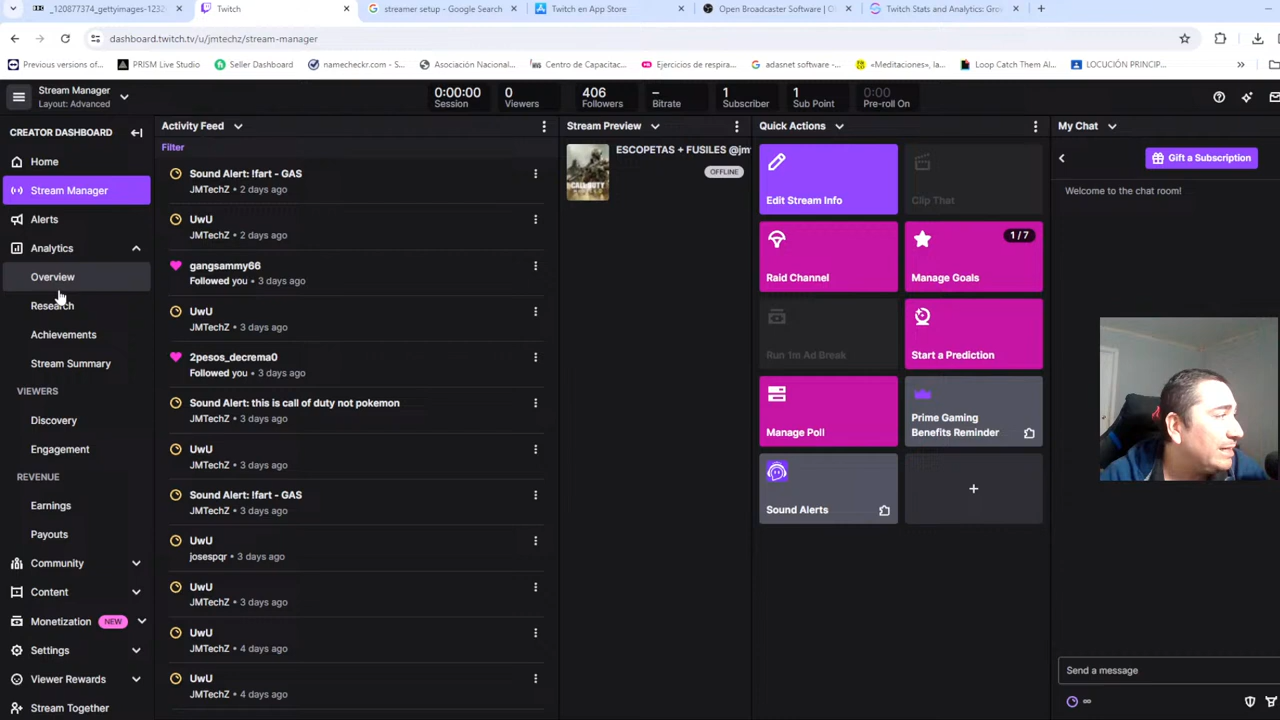 _120877374_gettyimages-1232
Twitch
streamer setup - Google Search
Twitch en App Store
Open Broadcaster Software | O
Twitch Stats and Analytics: Gro
dashboard.twitch.tv/u/jmtechz/stream-manager
Previous versions of...
PRISM Live Studio
Seller Dashboard
namecheckr.com - S...
Asociación Nacional...
Centro de Capacitac...
Ejercicios de respira...
adasnet software -...
«Meditaciones», la...
Loop Catch Them Al...
LOCUCIÓN PRINCIP...
Stream Manager
Layout: Advanced
0:00:00
Session
0
Viewers
406
Followers
–
Bitrate
1
Subscriber
1
Sub Point
0:00
Pre-roll On
CREATOR DASHBOARD
Home
Stream Manager
Alerts
Analytics
Overview
Research
Achievements
Stream Summary
VIEWERS
Discovery
Engagement
REVENUE
Earnings
Payouts
Community
Content
Monetization NEW
Settings
Viewer Rewards
Stream Together
Activity Feed
Filter
Sound Alert: !fart - GAS
JMTechZ • 2 days ago
UwU
JMTechZ • 2 days ago
gangsammy66
Followed you • 3 days ago
UwU
JMTechZ • 3 days ago
2pesos_decrema0
Followed you • 3 days ago
Sound Alert: this is call of duty not pokemon
JMTechZ • 3 days ago
UwU
JMTechZ • 3 days ago
Sound Alert: !fart - GAS
JMTechZ • 3 days ago
UwU
josespqr • 3 days ago
UwU
JMTechZ • 3 days ago
UwU
JMTechZ • 4 days ago
UwU
JMTechZ • 4 days ago
Stream Preview
ESCOPETAS + FUSILES @jm
OFFLINE
Quick Actions
Edit Stream Info
Clip That
Raid Channel
1 / 7
Manage Goals
Run 1m Ad Break
Start a Prediction
Manage Poll
Prime Gaming
Benefits Reminder
Sound Alerts
My Chat
Gift a Subscription
Welcome to the chat room!
Send a message